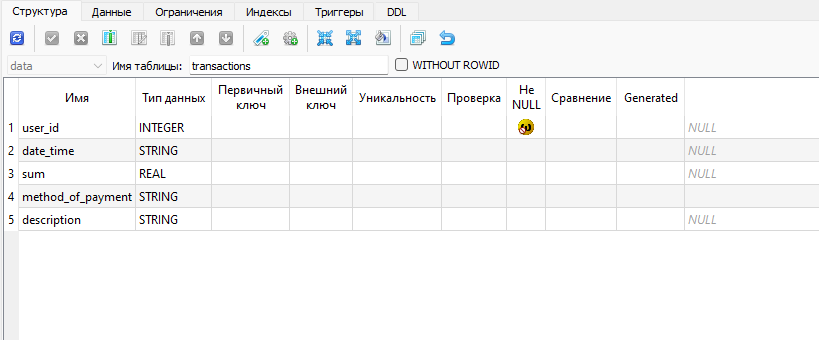 Структура Данные Ограничения Индексы Триггеры DDL
data Имя таблицы: transactions WITHOUT ROWID
Имя Тип данных Первичный ключ Внешний ключ Уникальность Проверка Не NULL Сравнение Generated
1 user_id INTEGER NULL
2 date_time STRING NULL
3 sum REAL NULL
4 method_of_payment STRING
5 description STRING NULL